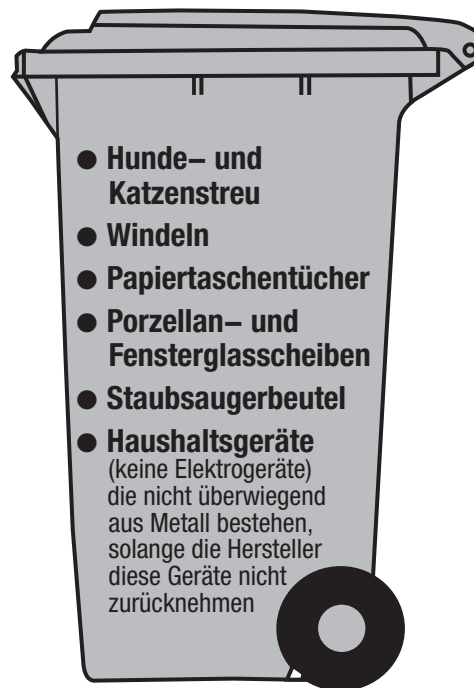 ● Hunde– und
Katzenstreu
● Windeln
● Papiertaschentücher
● Porzellan– und
Fensterglasscheiben
● Staubsaugerbeutel
● Haushaltsgeräte
(keine Elektrogeräte)
die nicht überwiegend
aus Metall bestehen,
solange die Hersteller
diese Geräte nicht
zurücknehmen